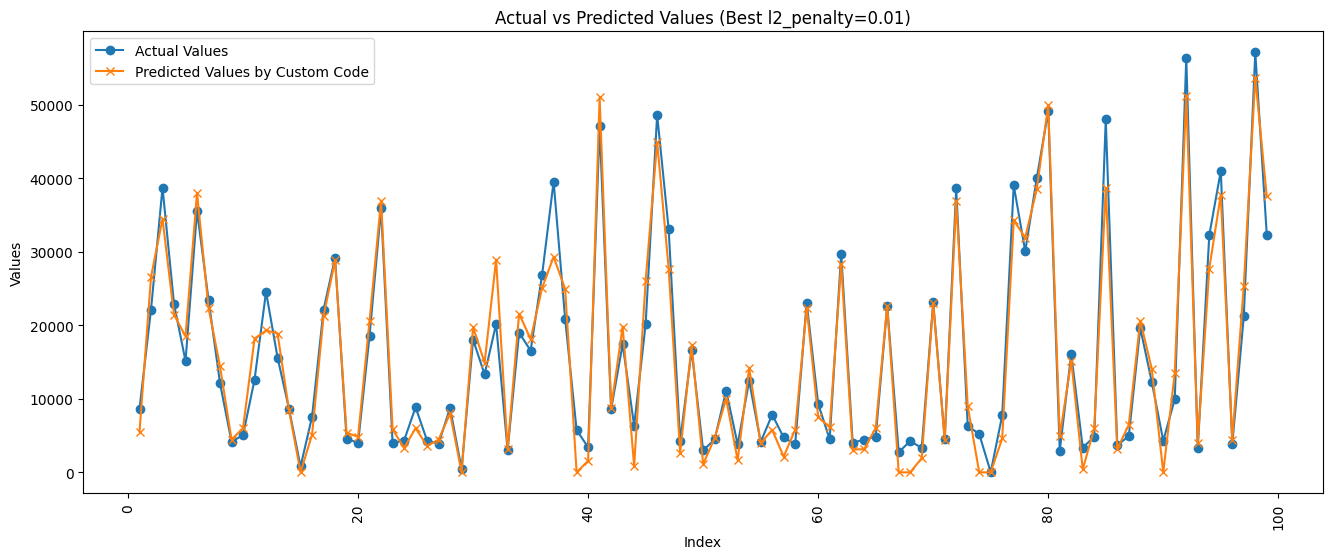 Actual vs Predicted Values (Best l2_penalty=0.01)
Actual Values
Predicted Values by Custom Code
50000
40000
30000
20000
10000
0
Values
0
20
40
60
80
100
Index